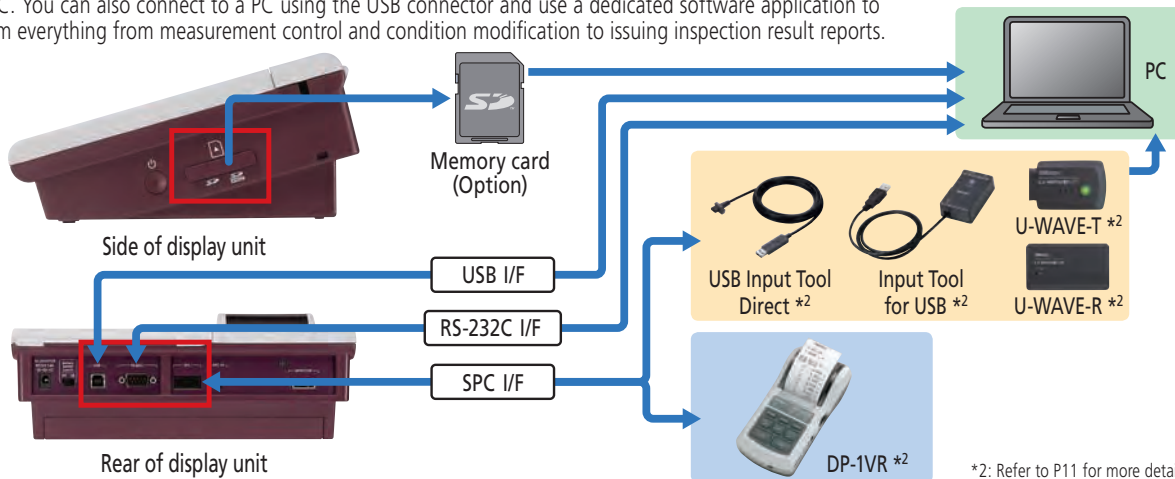 C. You can also connect to a PC using the USB connector and use a dedicated software application to
m everything from measurement control and condition modification to issuing inspection result reports.
PC
Memory card
(Option)
Side of display unit
USB I/F
RS-232C I/F
SPC I/F
USB Input Tool
Direct *2
Input Tool
for USB *2
U-WAVE-T *2
U-WAVE-R *2
DP-1VR *2
Rear of display unit
*2: Refer to P11 for more deta